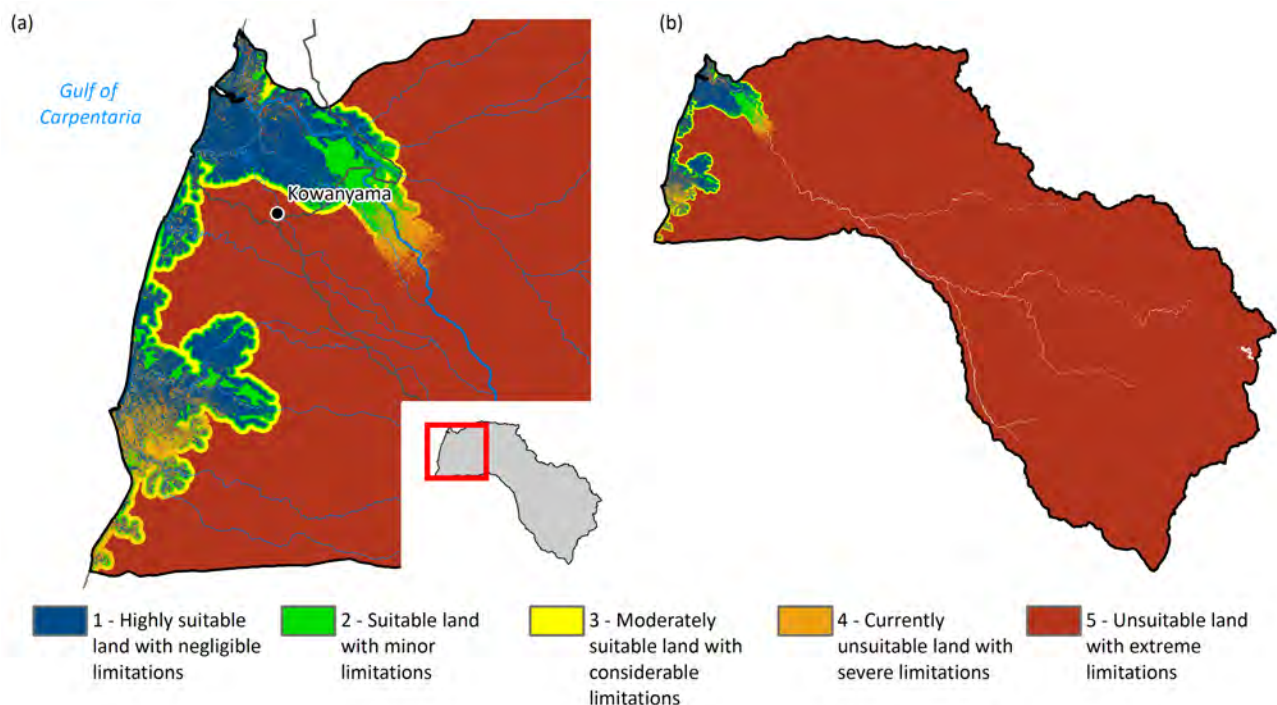 (a)
(b)
Gulf of
Carpentaria
Kowanyama
1 - Highly suitable
land with negligible
limitations
2 - Suitable land
with minor
limitations
3 - Moderately
suitable land with
considerable
limitations
4 - Currently
unsuitable land with
severe limitations
5 - Unsuitable land
with extreme
limitations